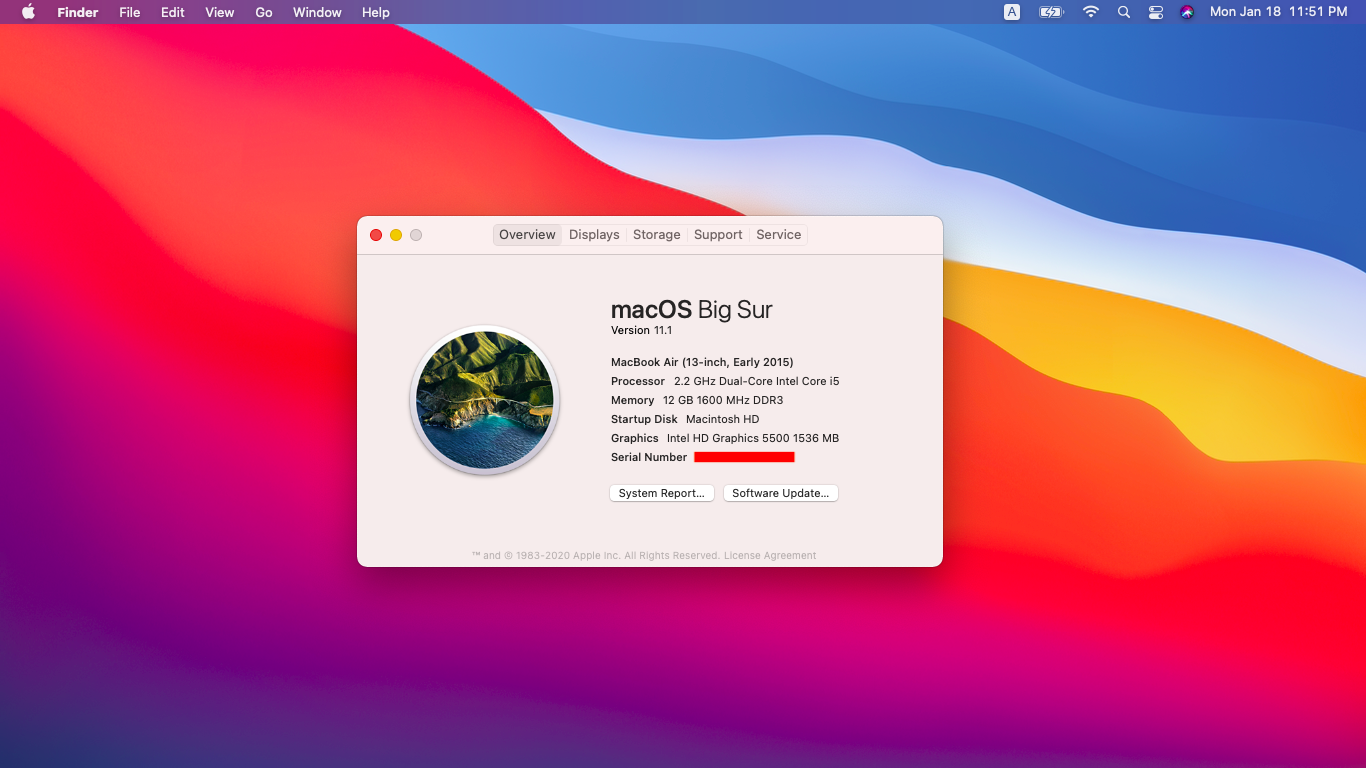 Finder File Edit View Go Window Help A Mon Jan 18 11:51 PM
Overview Displays Storage Support Service
macOS Big Sur
Version 11.1
MacBook Air (13-inch, Early 2015)
Processor 2.2 GHz Dual-Core Intel Core i5
Memory 12 GB 1600 MHz DDR3
Startup Disk Macintosh HD
Graphics Intel HD Graphics 5500 1536 MB
Serial Number
System Report... Software Update...
™ and © 1983-2020 Apple Inc. All Rights Reserved. License Agreement